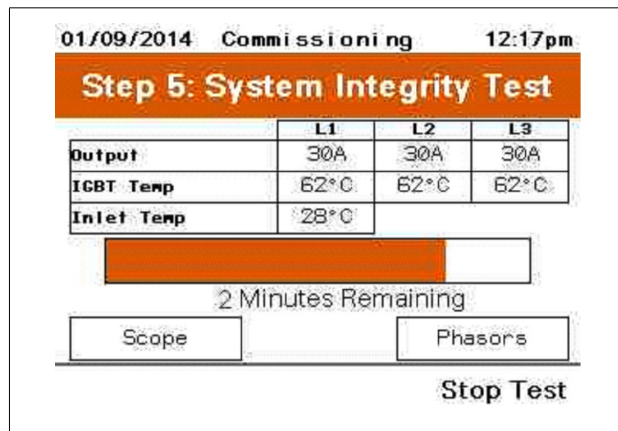 01/09/2014 Commissioning 12:17pm
Step 5: System Integrity Test
L1 L2 L3
Output 30A 30A 30A
IGBT Temp 62°C 62°C 62°C
Inlet Temp 28°C
2 Minutes Remaining
Scope Phasors
Stop Test